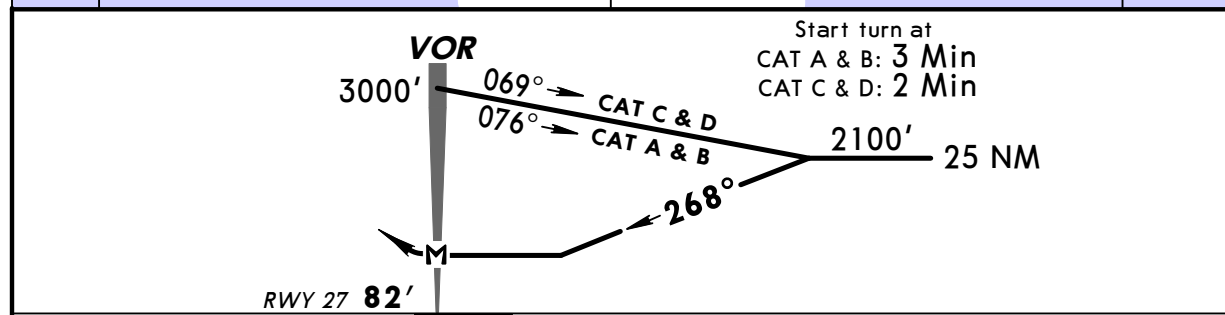 Start turn at
VOR
CAT A & B: 3 Min
3000' 069° CAT C & D CAT C & D: 2 Min
076° CAT A & B 2100' 25 NM
268°
M
RWY 27 82'